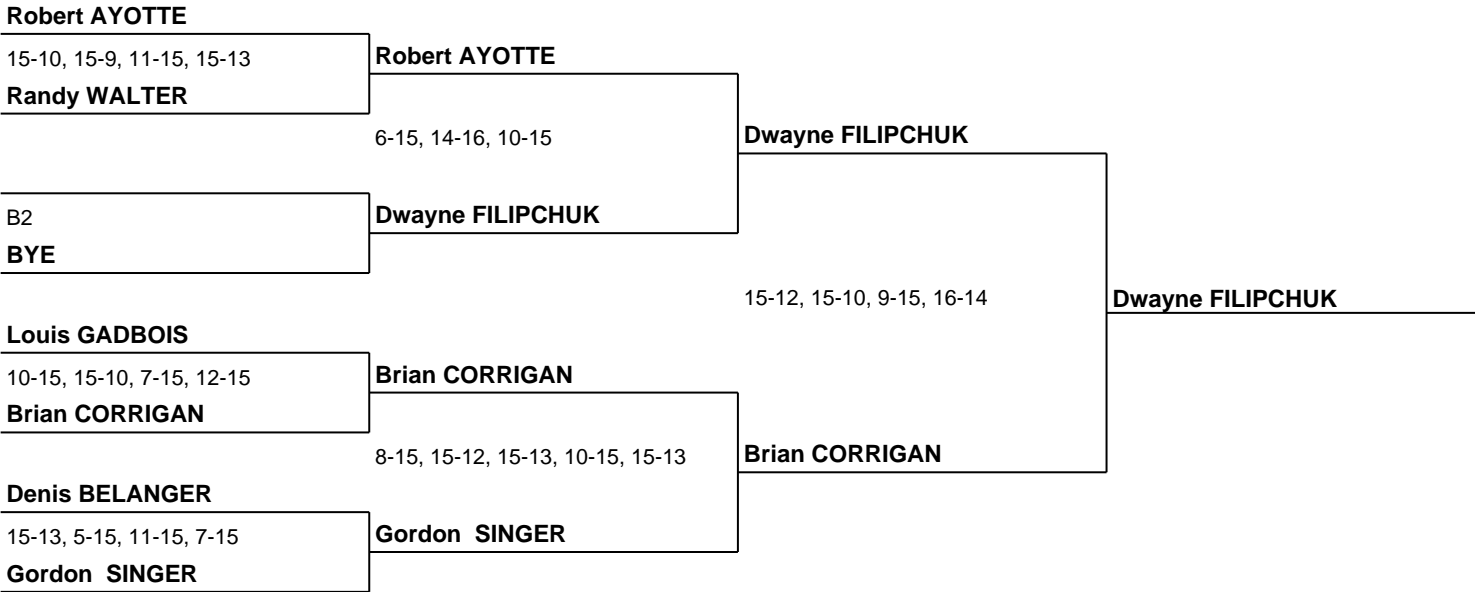 Robert AYOTTE
15-10, 15-9, 11-15, 15-13
Robert AYOTTE
Randy WALTER
6-15, 14-16, 10-15
Dwayne FILIPCHUK
B2
Dwayne FILIPCHUK
BYE
15-12, 15-10, 9-15, 16-14
Dwayne FILIPCHUK
Louis GADBOIS
10-15, 15-10, 7-15, 12-15
Brian CORRIGAN
Brian CORRIGAN
8-15, 15-12, 15-13, 10-15, 15-13
Brian CORRIGAN
Denis BELANGER
15-13, 5-15, 11-15, 7-15
Gordon  SINGER
Gordon  SINGER